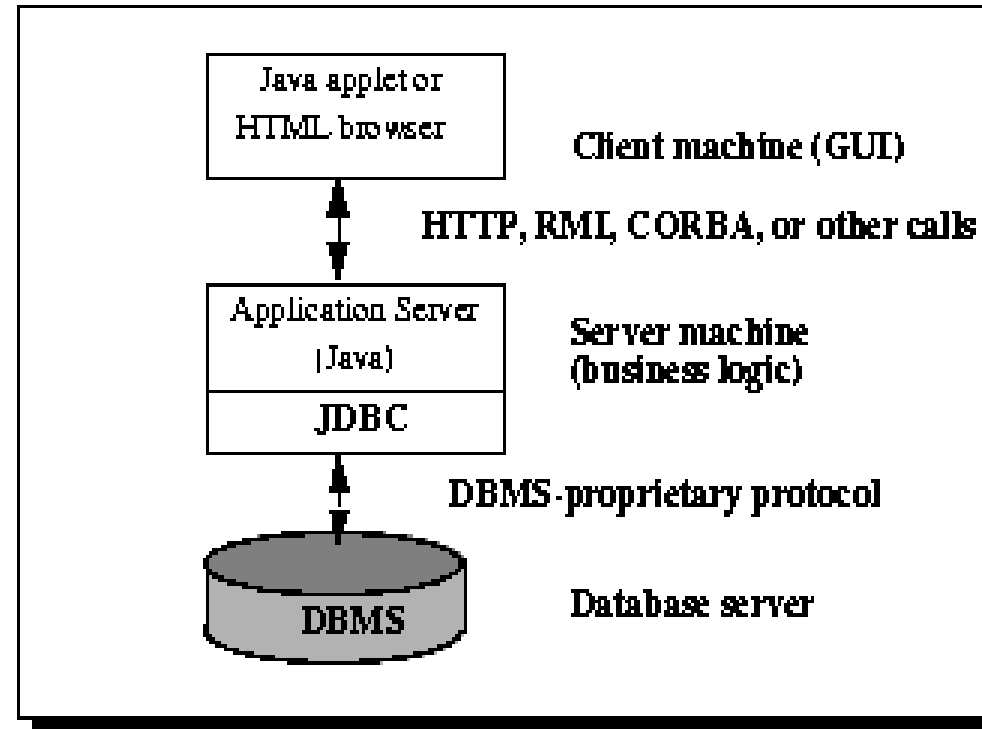 Java applet or
HTML browser
Client machine (GUI)
HTTP, RMI, CORBA, or other calls
Application Server
(Java)
Server machine
(business logic)
JDBC
DBMS-proprietary protocol
DBMS
Database server